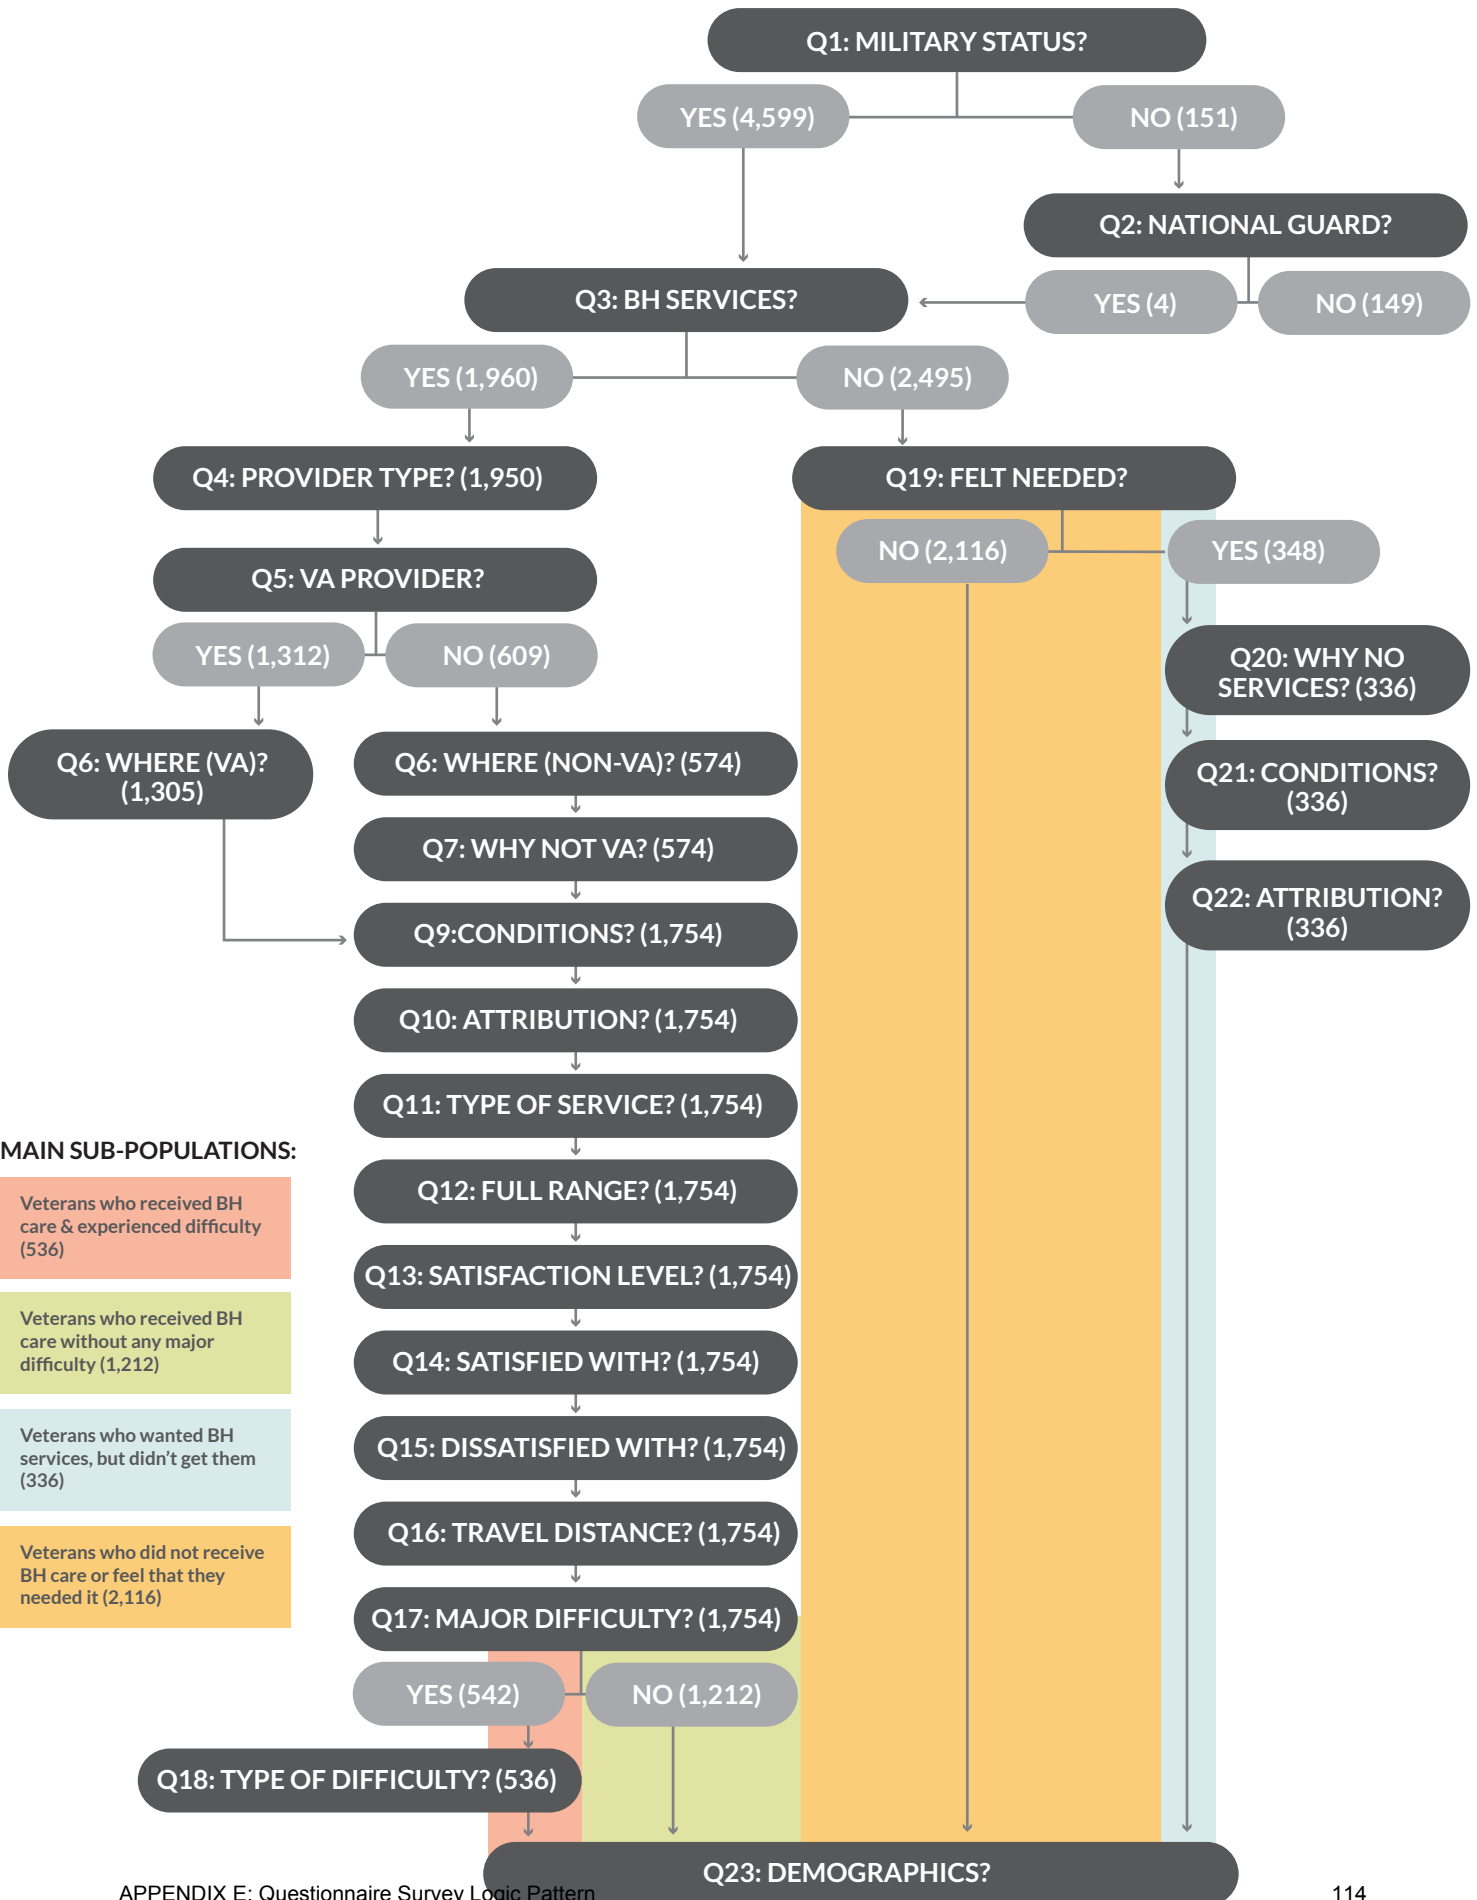 Q1: MILITARY STATUS?
YES (4,599)
NO (151)
Q2: NATIONAL GUARD?
Q3: BH SERVICES?
YES (4)
NO (149)
YES (1,960)
NO (2,495)
Q4: PROVIDER TYPE? (1,950)
Q19: FELT NEEDED?
NO (2,116)
YES (348)
Q5: VA PROVIDER?
YES (1,312)
NO (609)
Q20: WHY NO
SERVICES? (336)
Q6: WHERE (VA)?
(1,305)
Q6: WHERE (NON-VA)? (574)
Q21: CONDITIONS?
(336)
Q7: WHY NOT VA? (574)
Q22: ATTRIBUTION?
(336)
Q9:CONDITIONS? (1,754)
Q10: ATTRIBUTION? (1,754)
Q11: TYPE OF SERVICE? (1,754)
Q12: FULL RANGE? (1,754)
Q13: SATISFACTION LEVEL? (1,754)
Q14: SATISFIED WITH? (1,754)
Q15: DISSATISFIED WITH? (1,754)
Q16: TRAVEL DISTANCE? (1,754)
Q17: MAJOR DIFFICULTY? (1,754)
YES (542)
NO (1,212)
Q18: TYPE OF DIFFICULTY? (536)
Q23: DEMOGRAPHICS?
MAIN SUB-POPULATIONS:
Veterans who received BH
care & experienced difficulty
(536)
Veterans who received BH
care without any major
difficulty (1,212)
Veterans who wanted BH
services, but didn't get them
(336)
Veterans who did not receive
BH care or feel that they
needed it (2,116)
APPENDIX E: Questionnaire Survey Logic Pattern
114